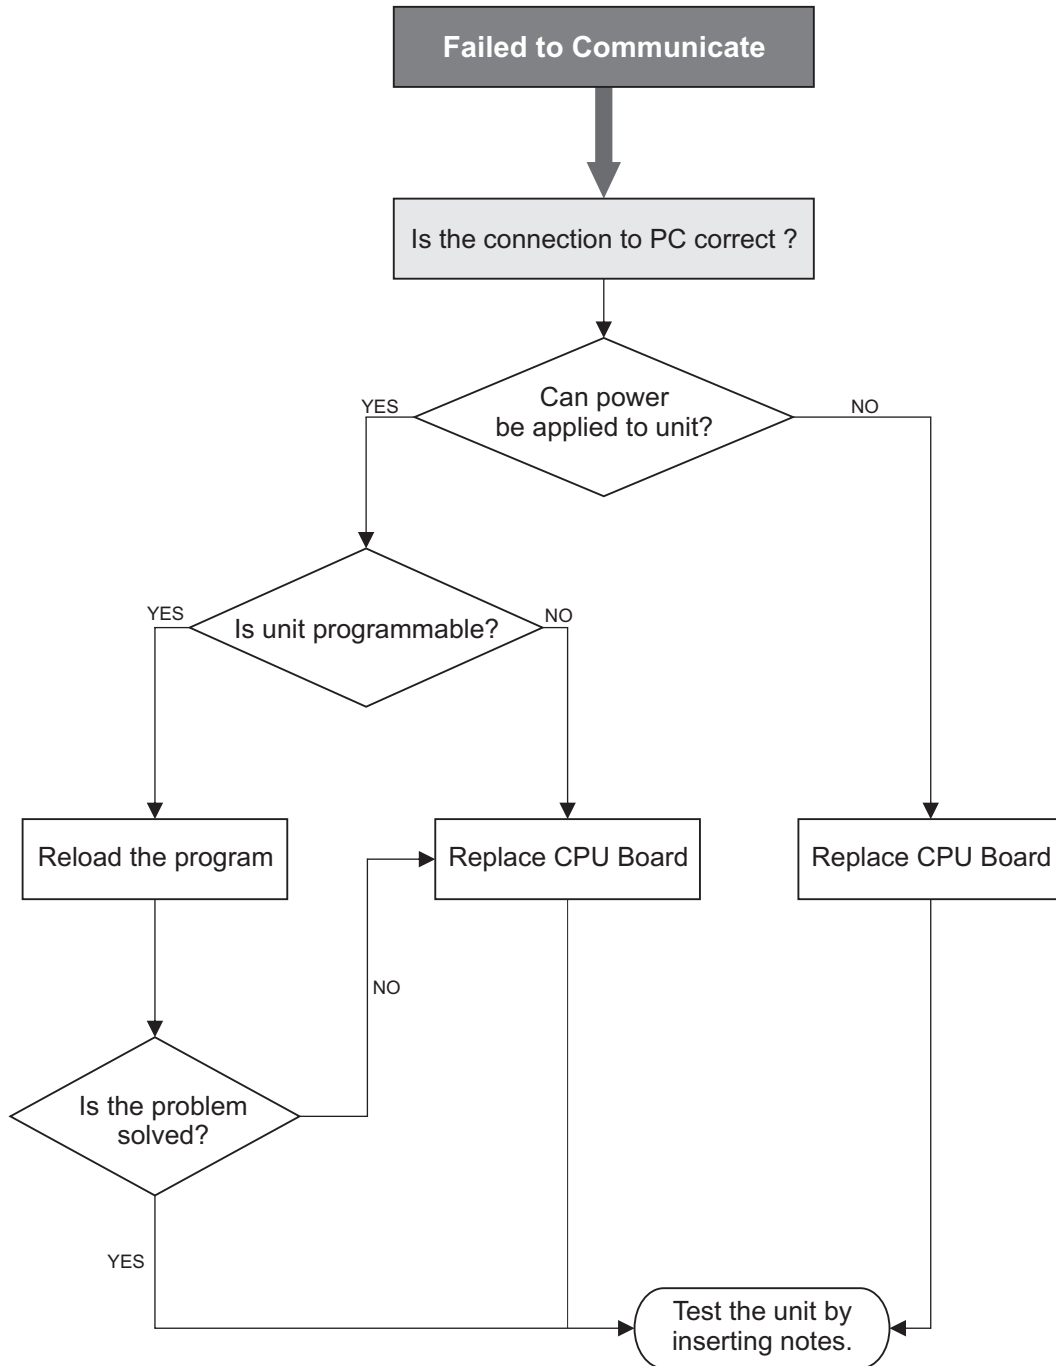 Failed to Communicate
Is the connection to PC correct ?
Can power
be applied to unit?
YES
NO
Is unit programmable?
YES
NO
Reload the program
Replace CPU Board
Replace CPU Board
NO
Is the problem
solved?
YES
Test the unit by
inserting notes.